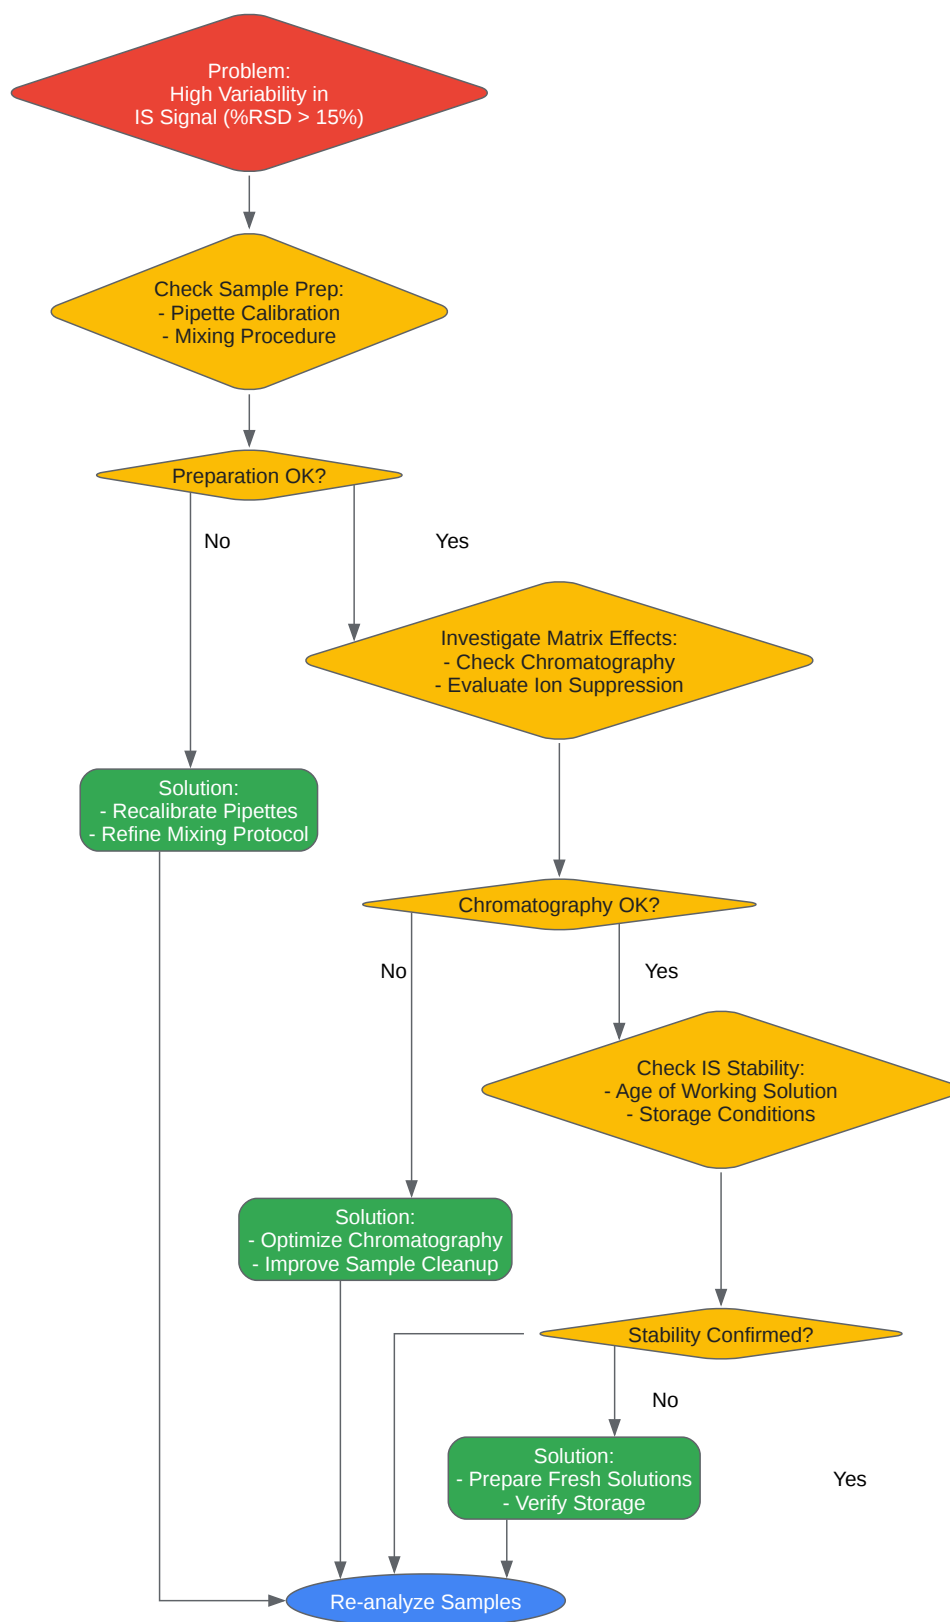 Problem:
High Variability in
IS Signal (%RSD > 15%)
Check Sample Prep:
- Pipette Calibration
- Mixing Procedure
Preparation OK?
No
Yes
Investigate Matrix Effects:
- Check Chromatography
- Evaluate Ion Suppression
Solution:
- Recalibrate Pipettes
- Refine Mixing Protocol
Chromatography OK?
No
Yes
Check IS Stability:
- Age of Working Solution
- Storage Conditions
Solution:
- Optimize Chromatography
- Improve Sample Cleanup
Stability Confirmed?
No
Solution:
- Prepare Fresh Solutions
- Verify Storage
Yes
Re-analyze Samples